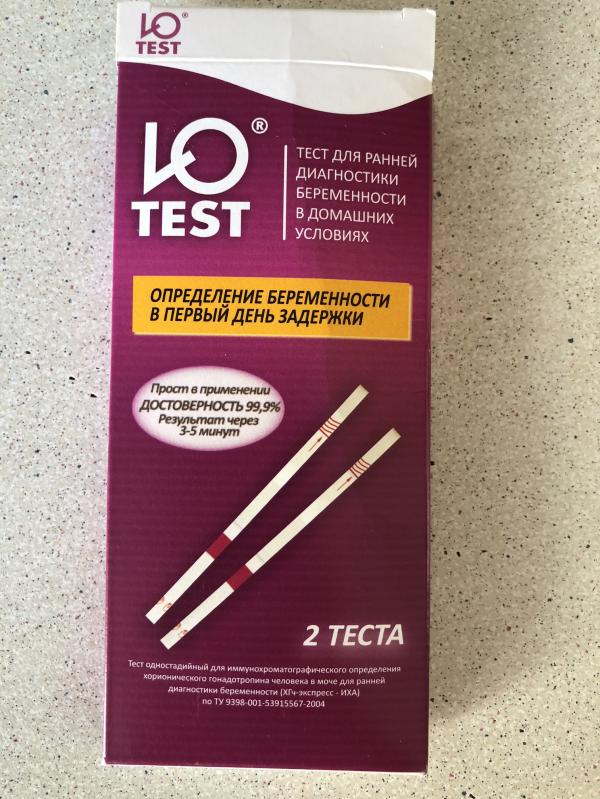 Ю®
TEST
Ю®
TEST
ТЕСТ ДЛЯ РАННЕЙ
ДИАГНОСТИКИ
БЕРЕМЕННОСТИ
В ДОМАШНИХ
УСЛОВИЯХ
ОПРЕДЕЛЕНИЕ БЕРЕМЕННОСТИ
В ПЕРВЫЙ ДЕНЬ ЗАДЕРЖКИ
Прост в применении
ДОСТОВЕРНОСТЬ 99,9%
Результат через
3-5 минут
2 ТЕСТА
Тест одностадийный для иммунохроматографического определения
хорионического гонадотропина человека в моче для ранней
диагностики беременности (ХГч-экспресс - ИХА)
по ТУ 9398-001-53915567-2004